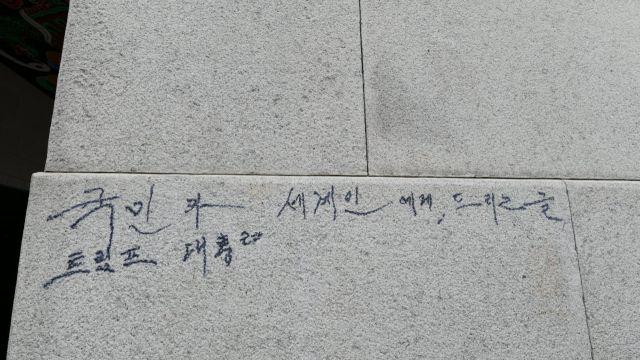 국민과 세계인에게 드리는 글
트럼프 대통령